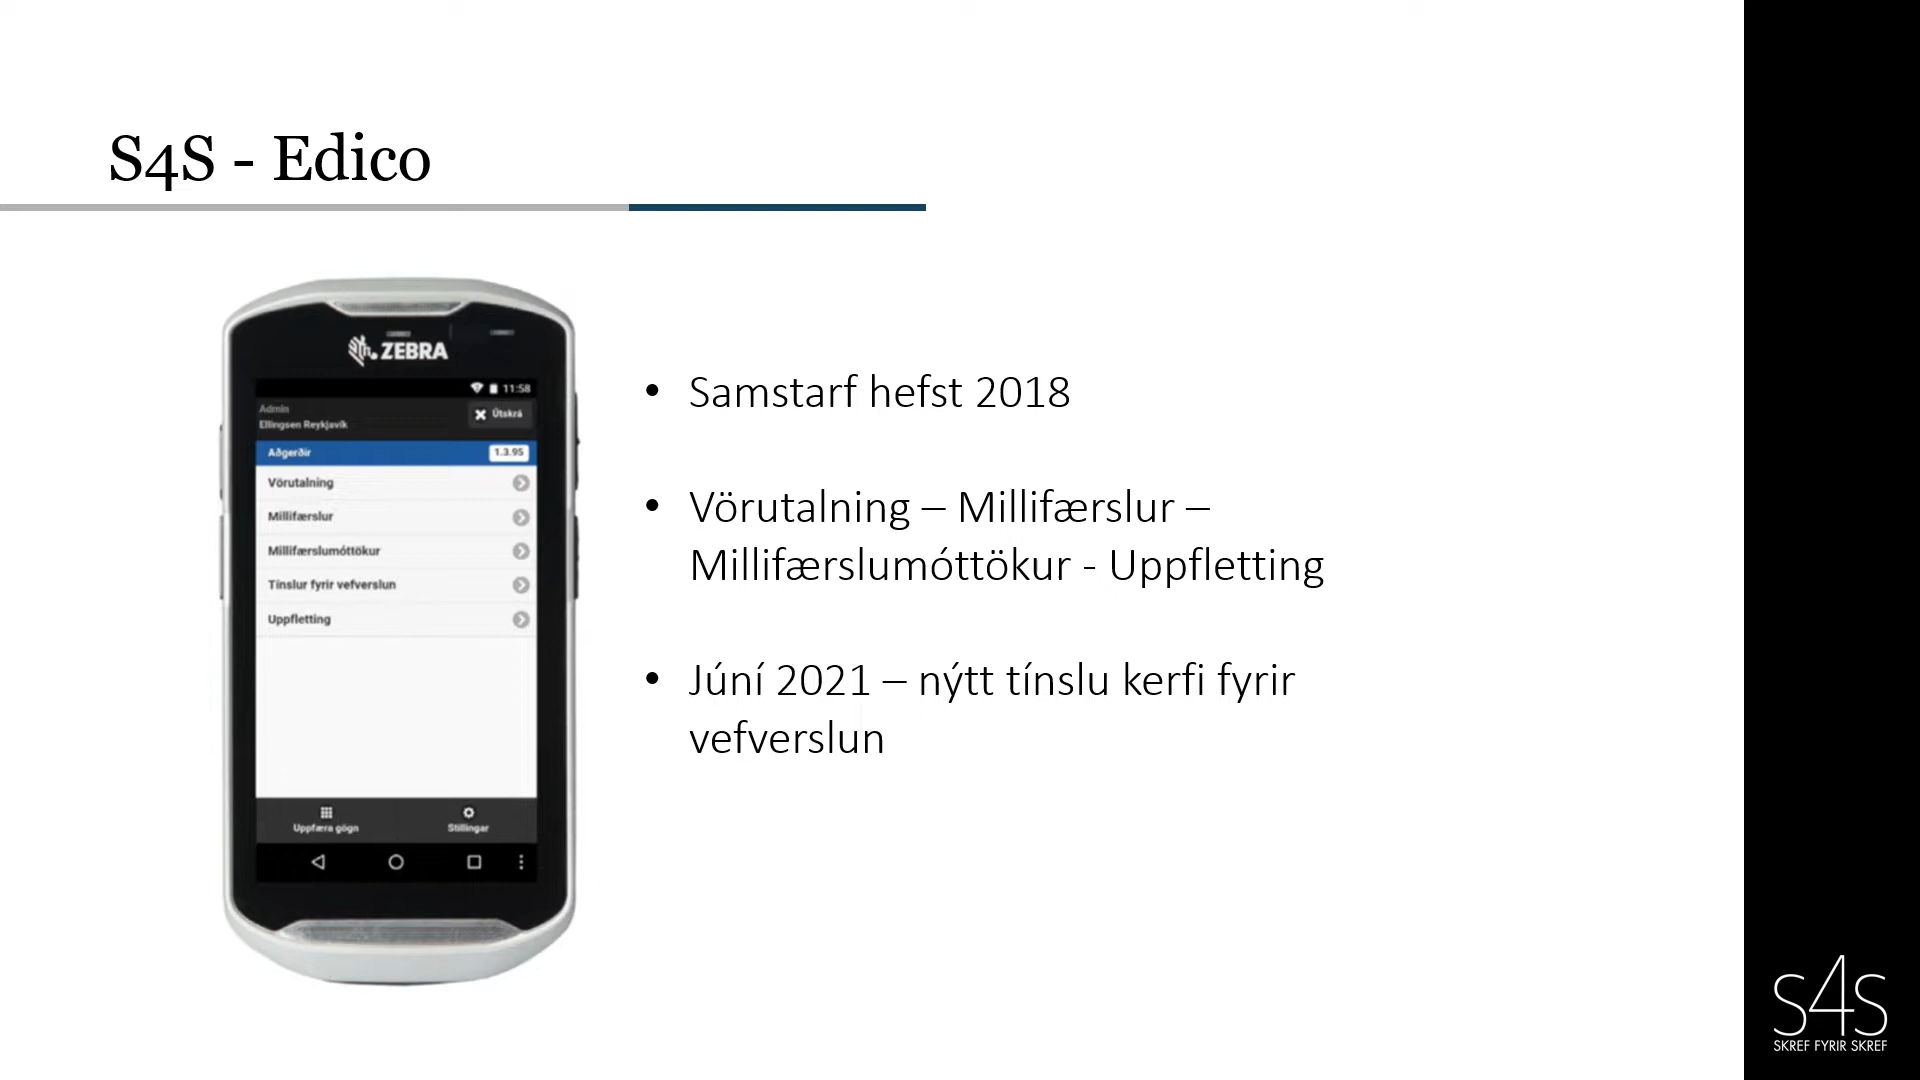 S4S - Edico
ZEBRA
11:58
Admin
Ellingsen Reykjavík
Útskrá
Aðgerðir
1.3.95
Vörutalning
Millifærslur
Millifærslumóttökur
Tínslur fyrir vefverslun
Uppfletting
Uppfæra gögn
Stillingar
• Samstarf hefst 2018
• Vörutalning – Millifærslur –
Millifærslumóttökur - Uppfletting
• Júní 2021 – nýtt tínslu kerfi fyrir
vefverslun
S4S
SKREF FYRIR SKREF